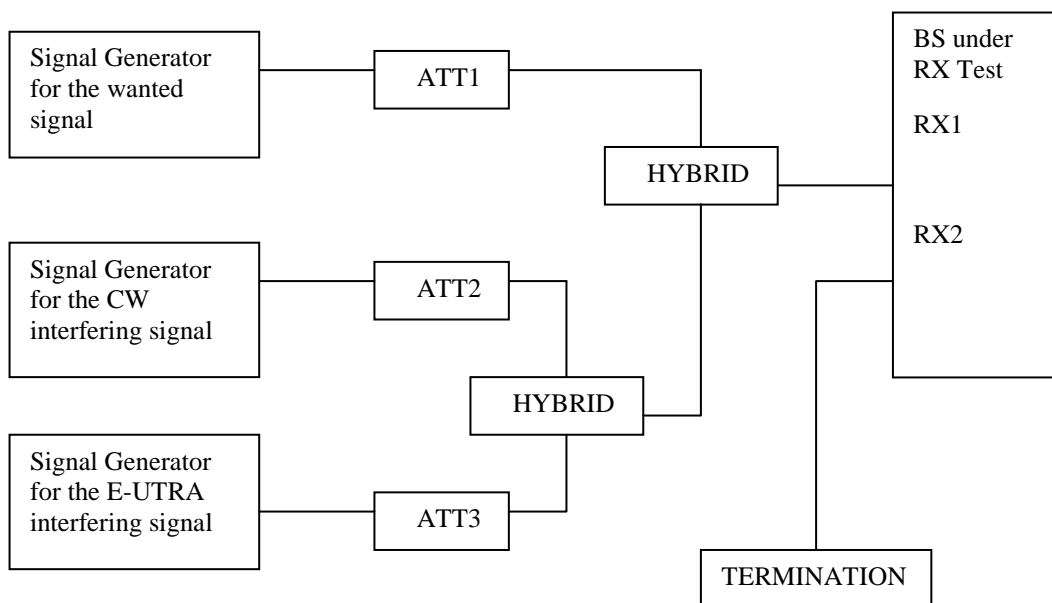 Signal Generator
for the wanted
signal
ATT1
HYBRID
BS under
RX Test
RX1
RX2
Signal Generator
for the CW
interfering signal
ATT2
HYBRID
Signal Generator
for the E-UTRA
interfering signal
ATT3
TERMINATION